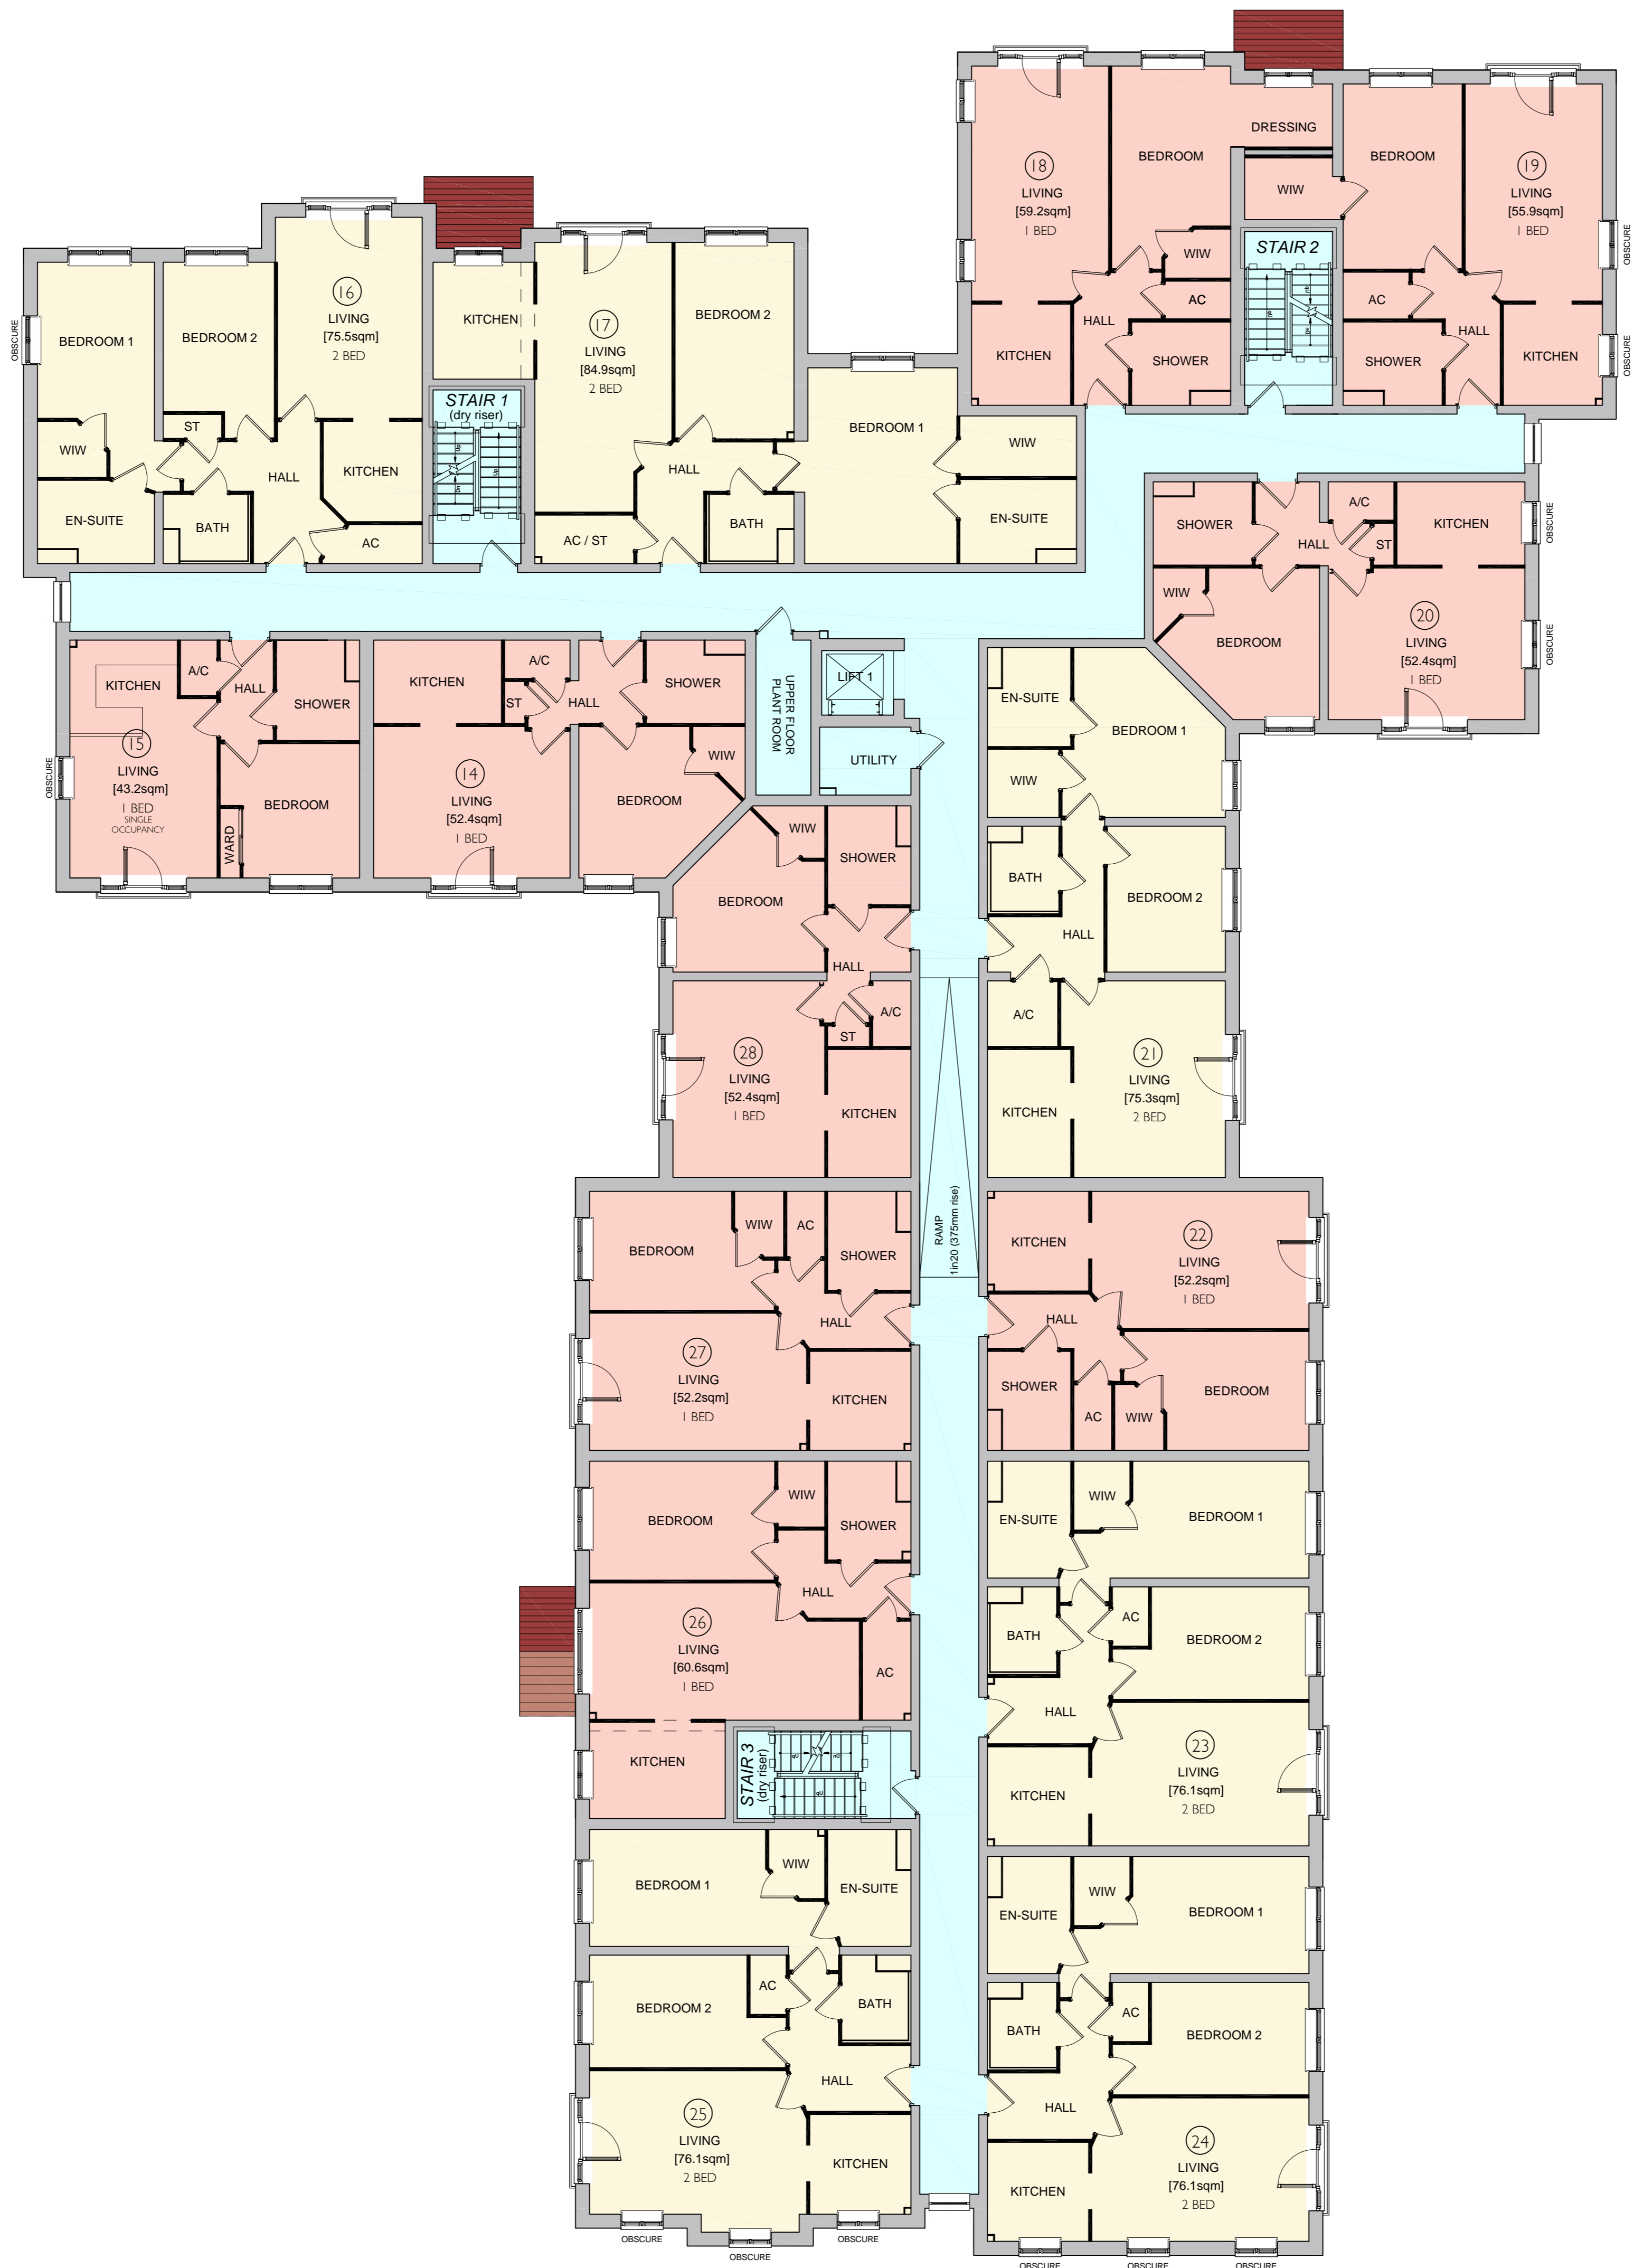 18
LIVING
[59.2sqm]
1 BED
BEDROOM
DRESSING
WIW
AC
HALL
KITCHEN
SHOWER
WIW
STAIR 2
up
dn
BEDROOM
19
LIVING
[55.9sqm]
1 BED
AC
HALL
SHOWER
KITCHEN
OBSCURE
OBSCURE
OBSCURE
BEDROOM 1
BEDROOM 2
16
LIVING
[75.5sqm]
2 BED
ST
WIW
HALL
KITCHEN
EN-SUITE
BATH
AC
KITCHEN
17
LIVING
[84.9sqm]
2 BED
BEDROOM 2
STAIR 1
(dry riser)
up
dn
BEDROOM 1
WIW
HALL
AC / ST
BATH
EN-SUITE
SHOWER
HALL
A/C
ST
KITCHEN
OBSCURE
WIW
BEDROOM
20
LIVING
[52.4sqm]
1 BED
OBSCURE
KITCHEN
A/C
HALL
SHOWER
15
LIVING
[43.2sqm]
1 BED
SINGLE
OCCUPANCY
OBSCURE
BEDROOM
WARD
KITCHEN
A/C
ST
HALL
SHOWER
14
LIVING
[52.4sqm]
1 BED
WIW
BEDROOM
UPPER FLOOR
PLANT ROOM
LIFT 1
UTILITY
EN-SUITE
BEDROOM 1
WIW
BATH
BEDROOM 2
HALL
A/C
21
LIVING
[75.3sqm]
2 BED
KITCHEN
WIW
SHOWER
BEDROOM
HALL
A/C
ST
28
LIVING
[52.4sqm]
1 BED
KITCHEN
RAMP
1in20 (375mm rise)
BEDROOM
WIW
AC
SHOWER
HALL
27
LIVING
[52.2sqm]
1 BED
KITCHEN
KITCHEN
22
LIVING
[52.2sqm]
1 BED
HALL
SHOWER
AC
WIW
BEDROOM
BEDROOM
WIW
SHOWER
HALL
26
LIVING
[60.6sqm]
1 BED
AC
KITCHEN
STAIR 3
(dry riser)
up
EN-SUITE
WIW
BEDROOM 1
BATH
AC
BEDROOM 2
HALL
23
LIVING
[76.1sqm]
2 BED
KITCHEN
BEDROOM 1
WIW
EN-SUITE
BEDROOM 2
AC
BATH
HALL
25
LIVING
[76.1sqm]
2 BED
KITCHEN
OBSCURE
OBSCURE
OBSCURE
EN-SUITE
WIW
BEDROOM 1
BATH
AC
BEDROOM 2
HALL
24
LIVING
[76.1sqm]
2 BED
KITCHEN
OBSCURE
OBSCURE
OBSCURE